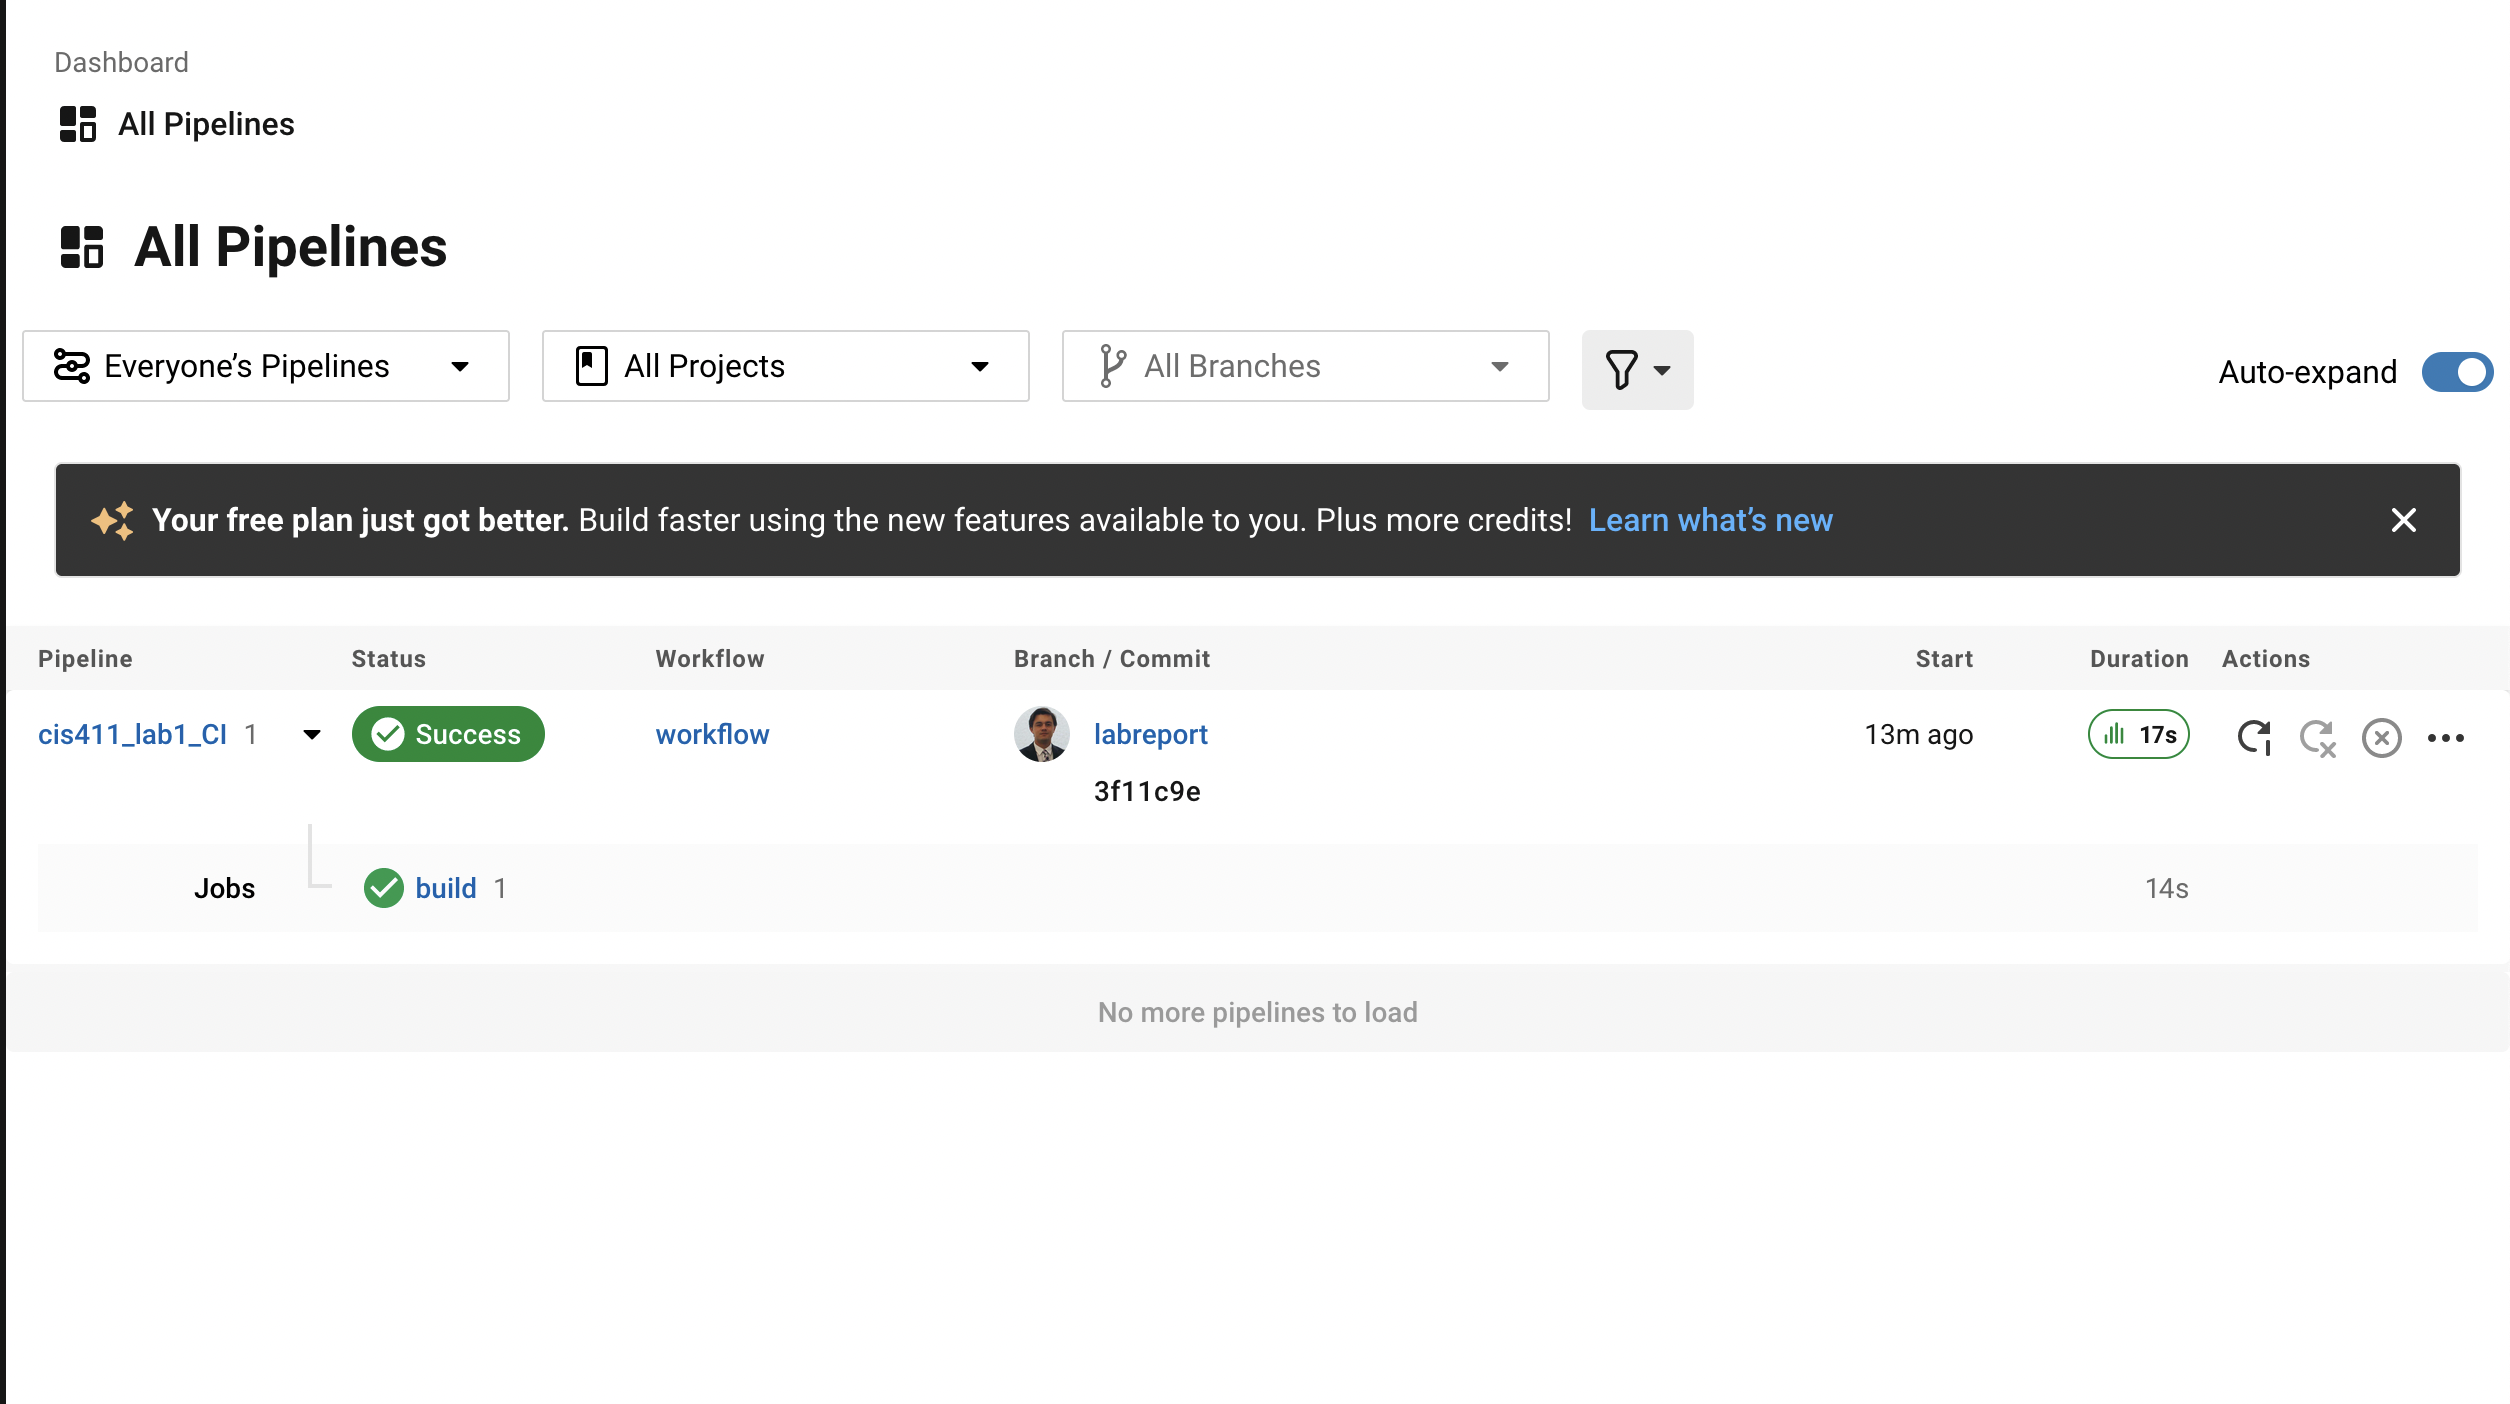 Dashboard
All Pipelines
All Pipelines
Everyone’s Pipelines All Projects All Branches Auto-expand
Your free plan just got better. Build faster using the new features available to you. Plus more credits! Learn what’s new
Pipeline Status Workflow Branch / Commit Start Duration Actions
cis411_lab1_CI 1 Success workflow labreport 13m ago 17s
3f11c9e
Jobs build 1 14s
No more pipelines to load